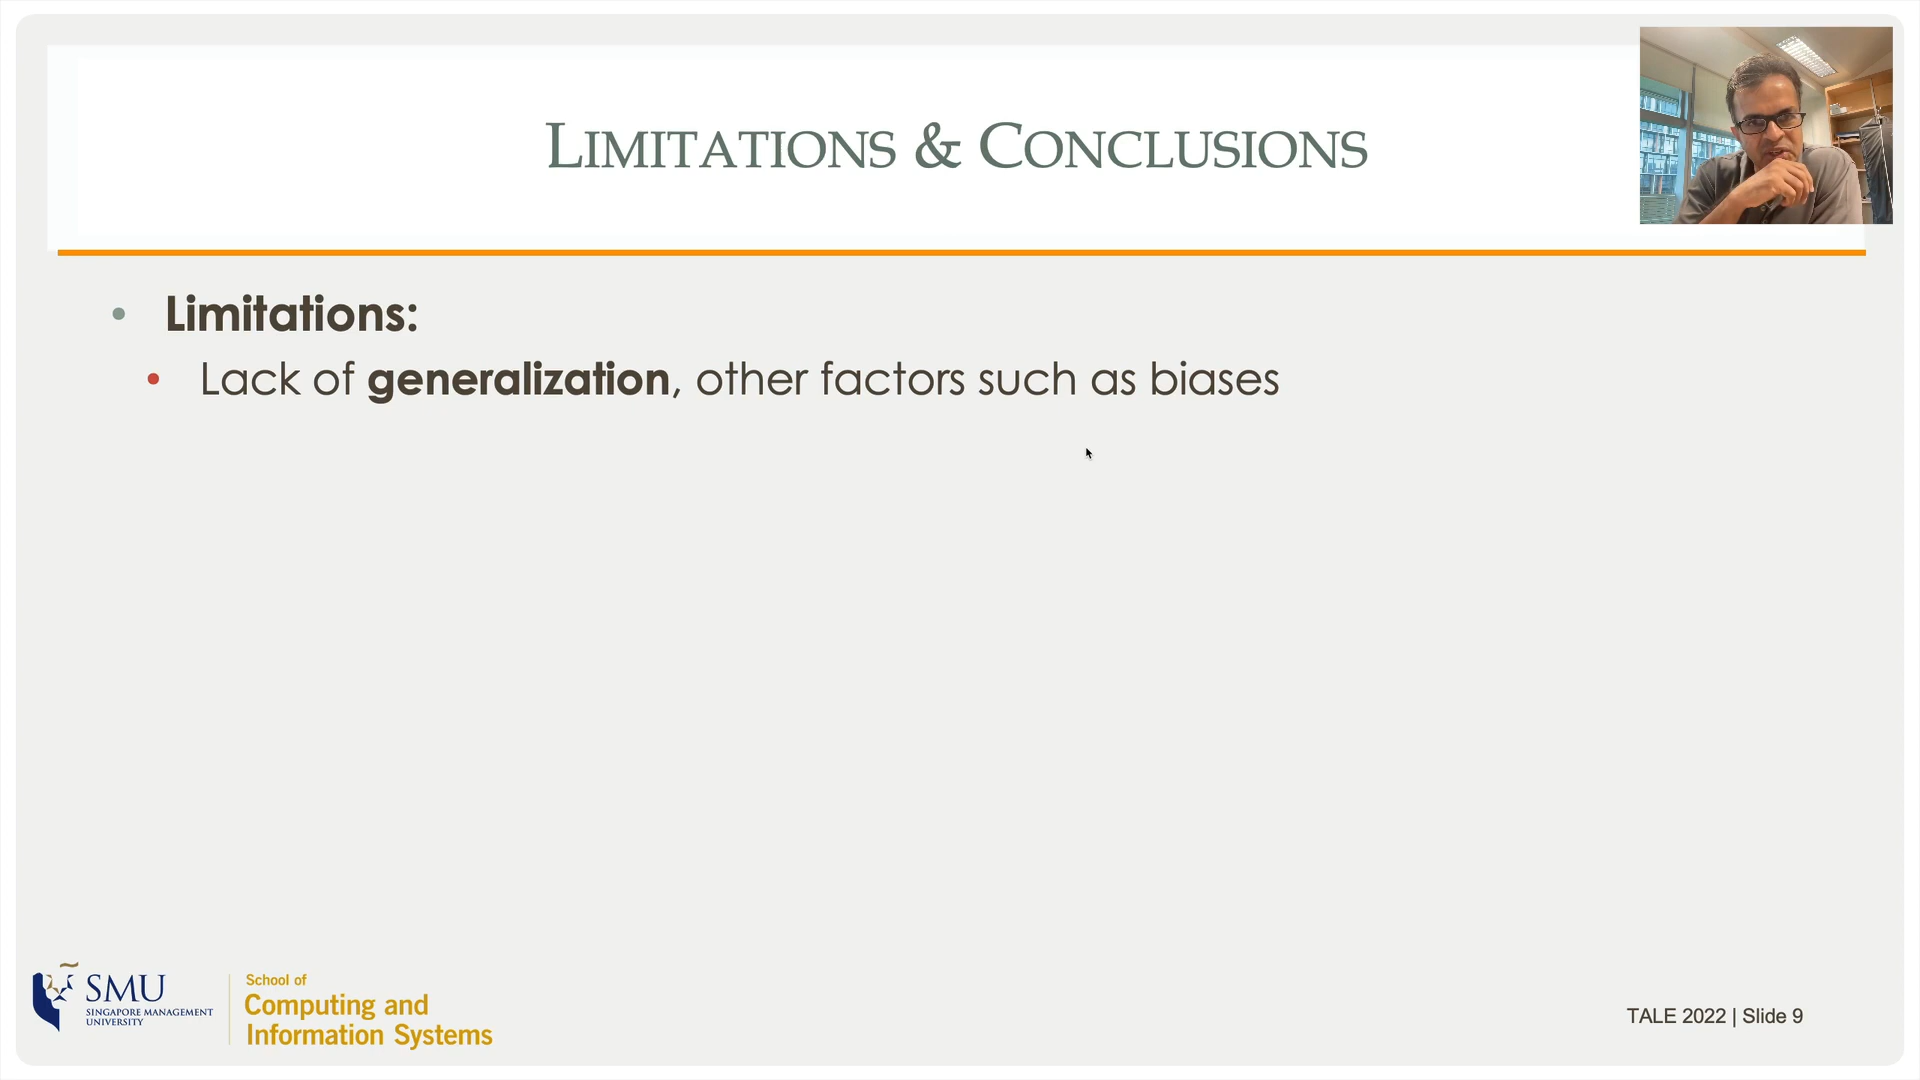 LIMITATIONS & CONCLUSIONS
• Limitations:
• Lack of generalization, other factors such as biases
SMU
SINGAPORE MANAGEMENT
UNIVERSITY
School of
Computing and
Information Systems
TALE 2022 | Slide 9